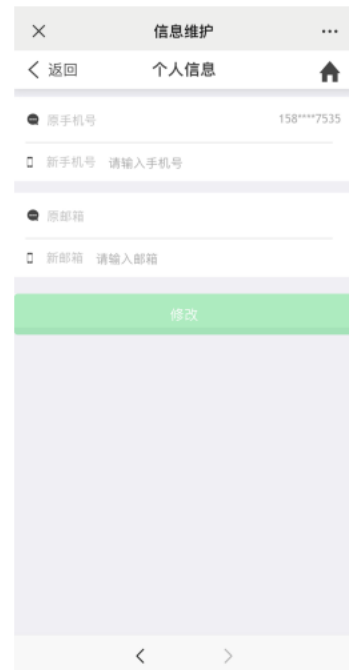 信息维护
返回 个人信息
原手机号 158****7535
新手机号 请输入手机号
原邮箱
新邮箱 请输入邮箱
修改